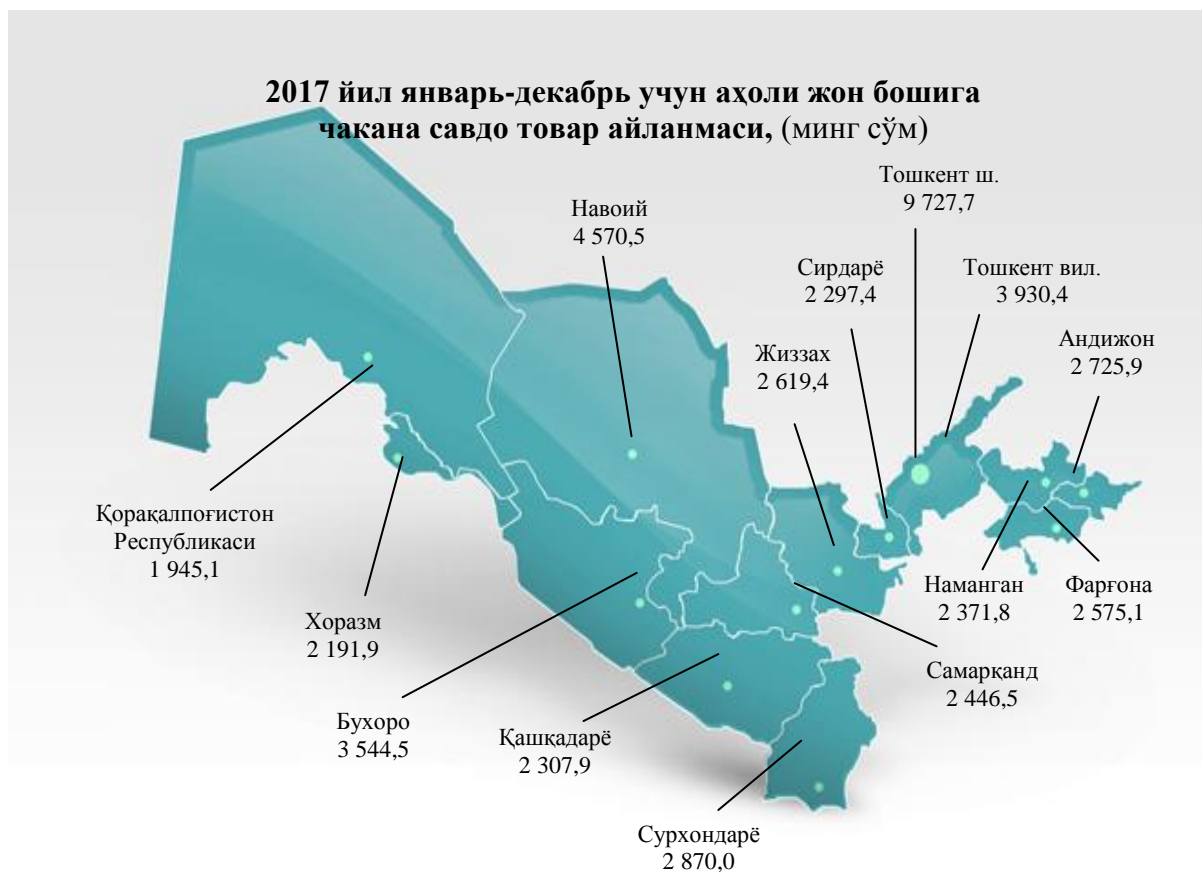 2017 йил январь-декабрь учун аҳоли жон бошига
чакана савдо товар айланмаси, (минг сўм)
Тошкент ш.
9 727,7
Навоий
4 570,5
Сирдарё
2 297,4
Тошкент вил.
3 930,4
Жиззах
2 619,4
Андижон
2 725,9
Қорақалпоғистон
Республикаси
1 945,1
Хоразм
2 191,9
Наманган
2 371,8
Фарғона
2 575,1
Самарқанд
2 446,5
Бухоро
3 544,5
Қашқадарё
2 307,9
Сурхондарё
2 870,0